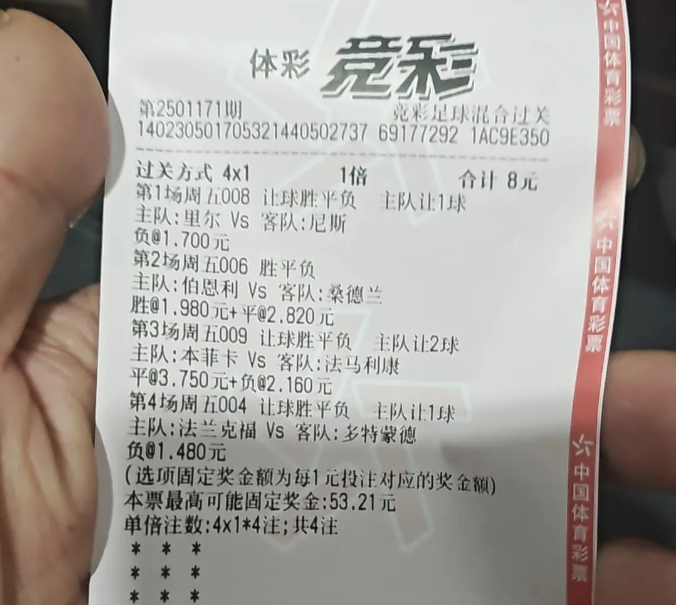 体彩 竞彩
第2501171期 竞彩足球混合过关
140230501705321440502737 69177292 1AC9E350
过关方式 4x1 1倍 合计 8元
第1场周五008 让球胜平负 主队让1球
主队:里尔 Vs 客队:尼斯
负@1.700元
第2场周五006 胜平负
主队:伯恩利 Vs 客队:桑德兰
胜@1.980元+平@2.820元
第3场周五009 让球胜平负 主队让2球
主队:本菲卡 Vs 客队:法马利康
平@3.750元+负@2.160元
第4场周五004 让球胜平负 主队让1球
主队:法兰克福 Vs 客队:多特蒙德
负@1.480元
(选项固定奖金额为每1元投注对应的奖金额)
本票最高可能固定奖金:53.21元
单倍注数:4x1*4注;共4注
* * *
* * *
* * *
中国体育彩票
中国体育彩票
中国体育彩票